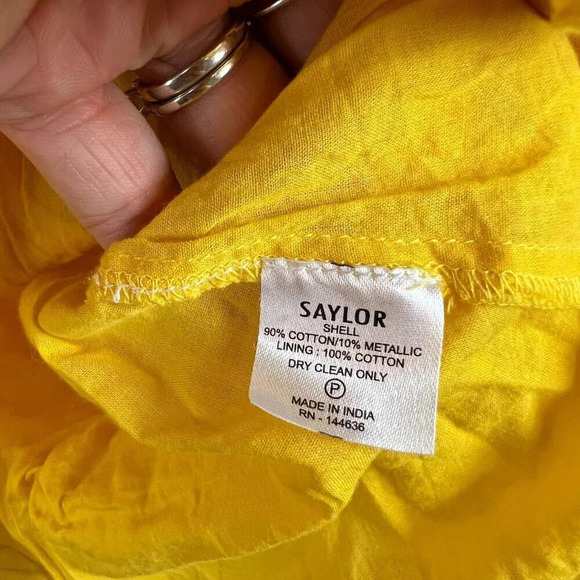 SAYLOR
SHELL
90% COTTON/10% METALLIC
LINING : 100% COTTON
DRY CLEAN ONLY
P
MADE IN INDIA
RN - 144636